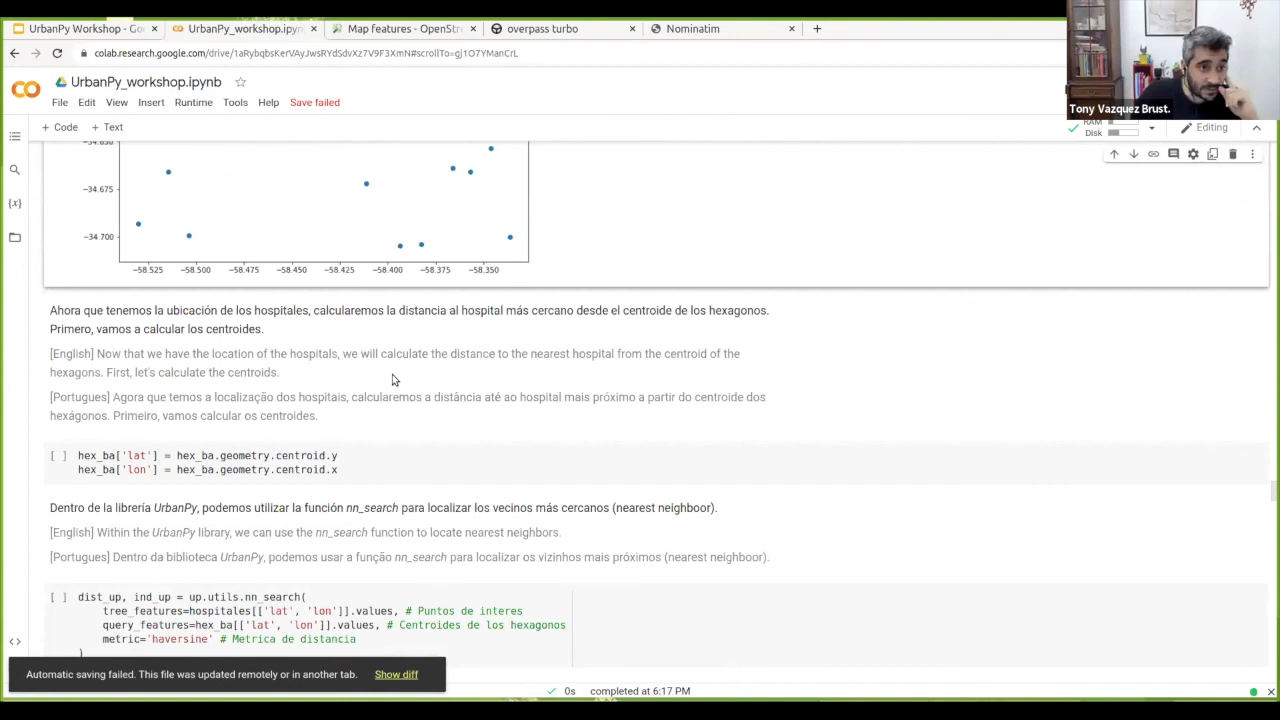 UrbanPy Workshop - Go
UrbanPy_workshop.ipyn
Map features - OpenStre
overpass turbo
Nominatim
colab.research.google.com/drive/1aRybqbsKerVAyJwsRYdSdvXz7V9F3XmN#scrollTo=gj1O7YManCrL
UrbanPy_workshop.ipynb
File Edit View Insert Runtime Tools Help Save failed
Tony Vazquez Brust.
+ Code + Text
RAM
Disk
Editing
−34.650
−34.675
−34.700
−58.525 −58.500 −58.475 −58.450 −58.425 −58.400 −58.375 −58.350
Ahora que tenemos la ubicación de los hospitales, calcularemos la distancia al hospital más cercano desde el centroide de los hexagonos.
Primero, vamos a calcular los centroides.
[English] Now that we have the location of the hospitals, we will calculate the distance to the nearest hospital from the centroid of the
hexagons. First, let's calculate the centroids.
[Portugues] Agora que temos a localização dos hospitais, calcularemos a distância até ao hospital mais próximo a partir do centroide dos
hexágonos. Primeiro, vamos calcular os centroides.
[ ] hex_ba['lat'] = hex_ba.geometry.centroid.y
hex_ba['lon'] = hex_ba.geometry.centroid.x
Dentro de la librería UrbanPy, podemos utilizar la función nn_search para localizar los vecinos más cercanos (nearest neighboor).
[English] Within the UrbanPy library, we can use the nn_search function to locate nearest neighbors.
[Portugues] Dentro da biblioteca UrbanPy, podemos usar a função nn_search para localizar os vizinhos mais próximos (nearest neighboor).
[ ] dist_up, ind_up = up.utils.nn_search(
tree_features=hospitales[['lat', 'lon']].values, # Puntos de interes
query_features=hex_ba[['lat', 'lon']].values, # Centroides de los hexagonos
metric='haversine' # Metrica de distancia
)
Automatic saving failed. This file was updated remotely or in another tab. Show diff
0s completed at 6:17 PM